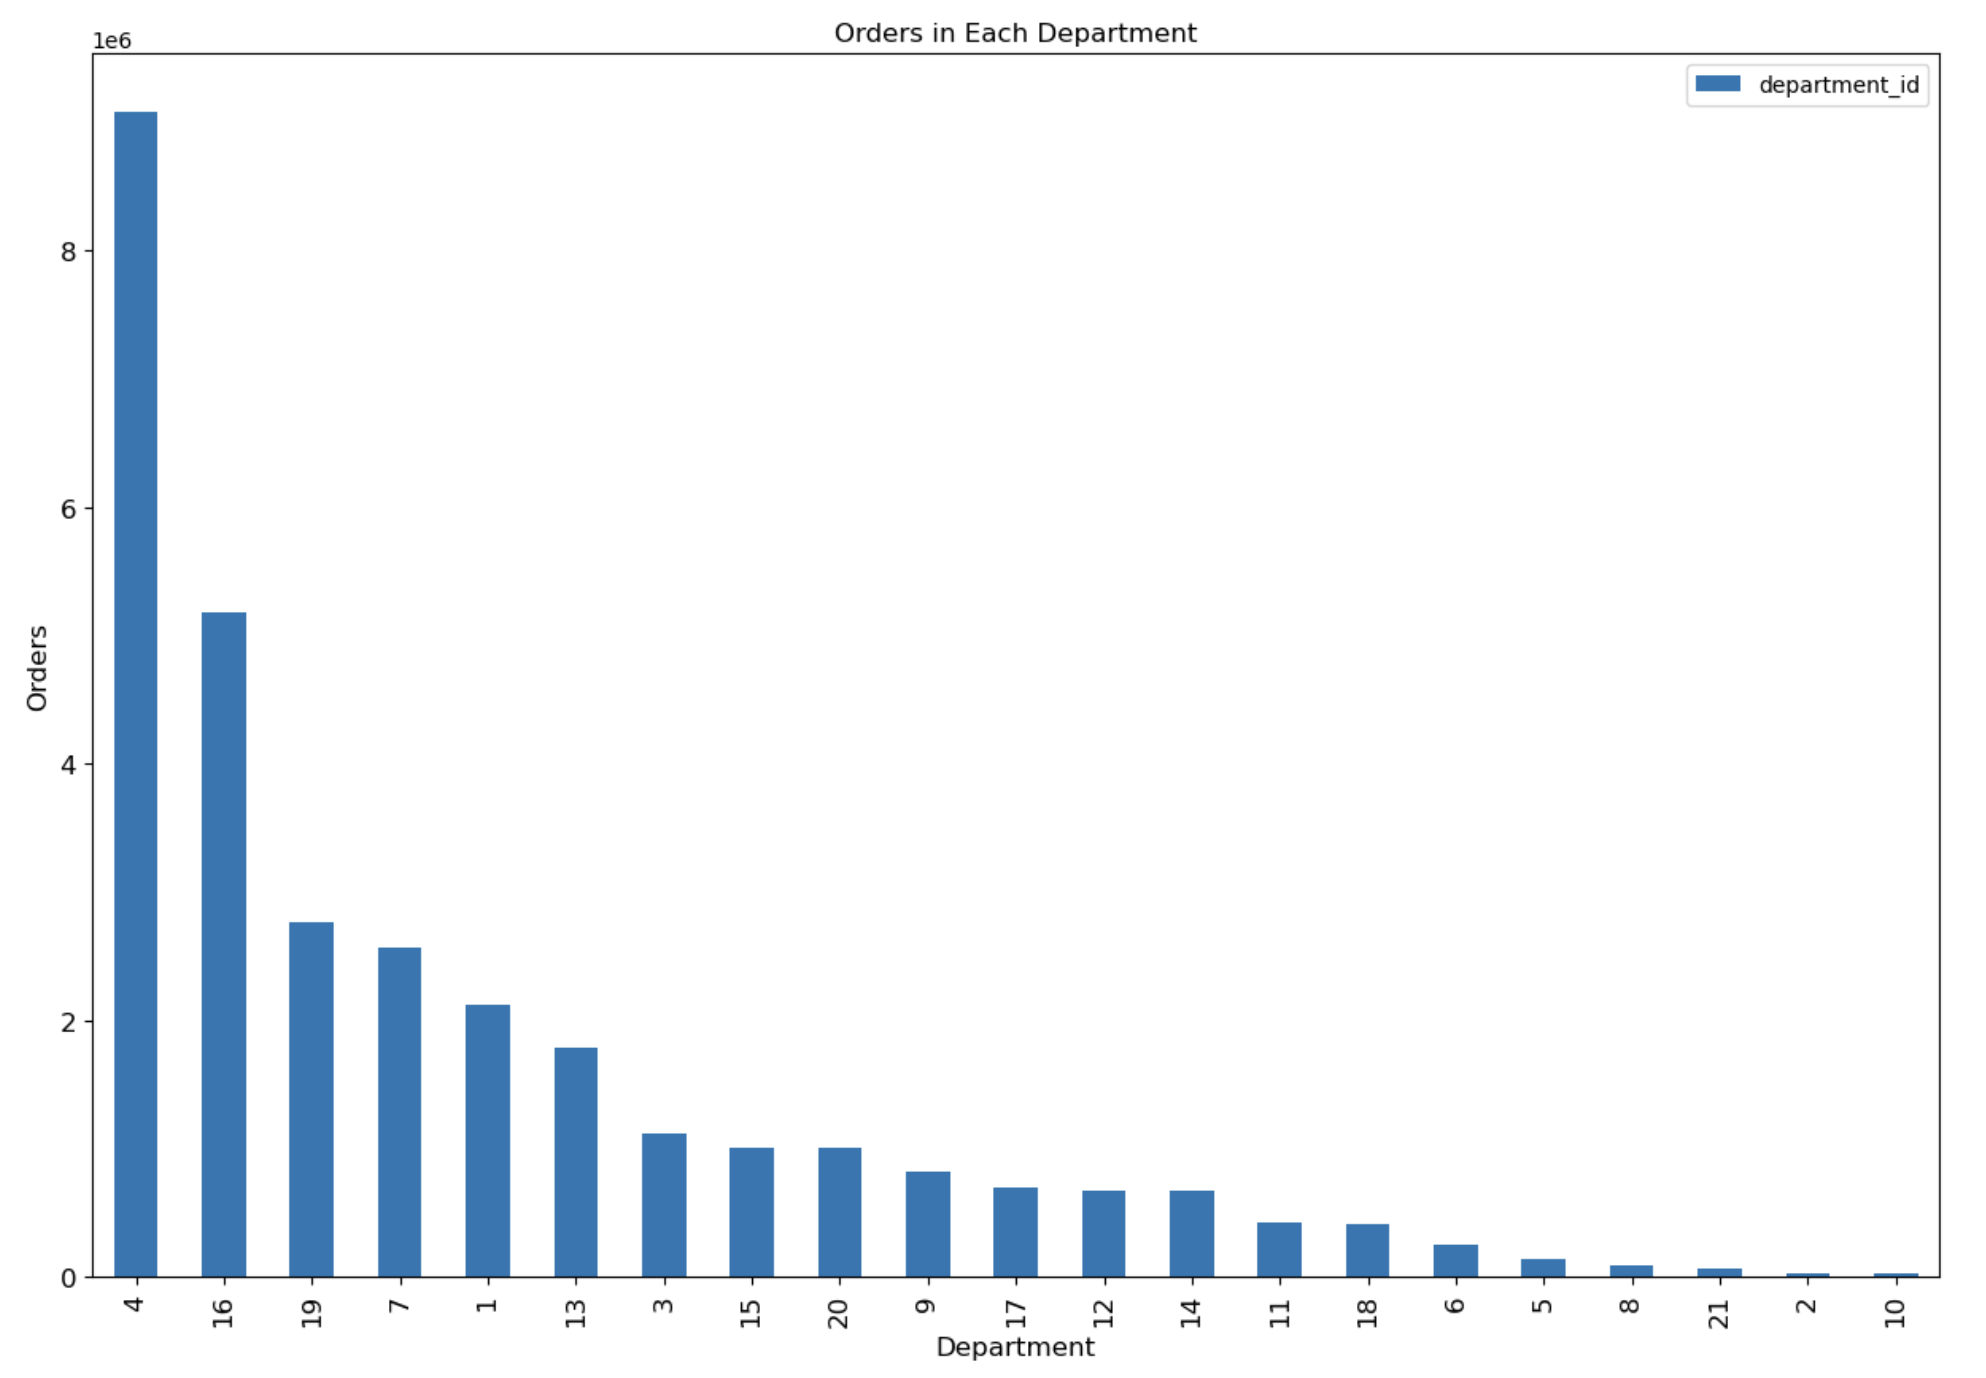 Orders in Each Department
1e6
department_id
8
6
4
2
0
Orders
4 16 19 7 1 13 3 15 20 9 17 12 14 11 18 6 5 8 21 2 10
Department